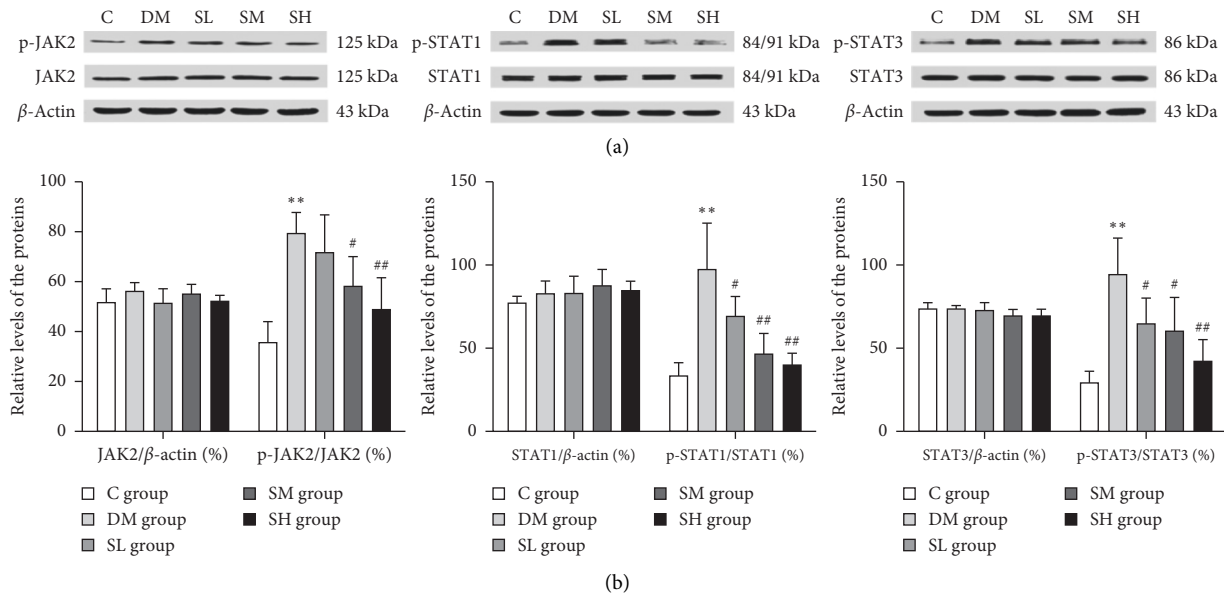 C DM SL SM SH
p-JAK2 125 kDa
JAK2 125 kDa
β-Actin 43 kDa
C DM SL SM SH
p-STAT1 84/91 kDa
STAT1 84/91 kDa
β-Actin 43 kDa
C DM SL SM SH
p-STAT3 86 kDa
STAT3 86 kDa
β-Actin 43 kDa
(a)
Relative levels of the proteins
100
80
60
40
20
0
**
#
##
JAK2/β-actin (%) p-JAK2/JAK2 (%)
C group SM group
DM group SH group
SL group
Relative levels of the proteins
150
100
50
0
**
#
##
##
STAT1/β-actin (%) p-STAT1/STAT1 (%)
C group SM group
DM group SH group
SL group
Relative levels of the proteins
150
100
50
0
**
# #
##
STAT3/β-actin (%) p-STAT3/STAT3 (%)
C group SM group
DM group SH group
SL group
(b)